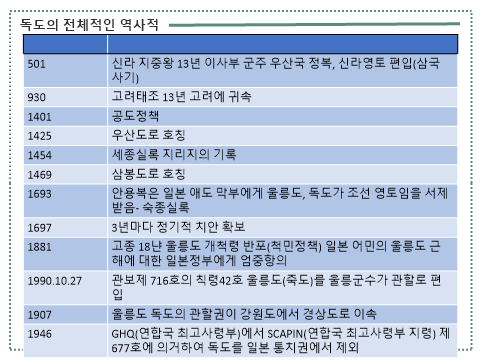 독도의 전체적인 역사적
501 신라 지증왕 13년 이사부 군주 우산국 정복, 신라영토 편입(삼국
사기)
930 고려태조 13년 고려에 귀속
1401 공도정책
1425 우산도로 호칭
1454 세종실록 지리지의 기록
1469 삼봉도로 호칭
1693 안용복은 일본 애도 막부에게 울릉도, 독도가 조선 영토임을 서제
받음- 숙종실록
1697 3년마다 정기적 치안 확보
1881 고종 18년 울릉도 개척령 반포(척민정책) 일본 어민의 울릉도 근
해에 대한 일본정부에게 엄중항의
1990.10.27 관보제 716호의 칙령42호 울릉도(죽도)를 울릉군수가 관할로 편
입
1907 울릉도 독도의 관할권이 강원도에서 경상도로 이속
1946 GHQ(연합국 최고사령부)에서 SCAPIN(연합국 최고사령부 지령) 제
677호에 의거하여 독도를 일본 통치권에서 제외